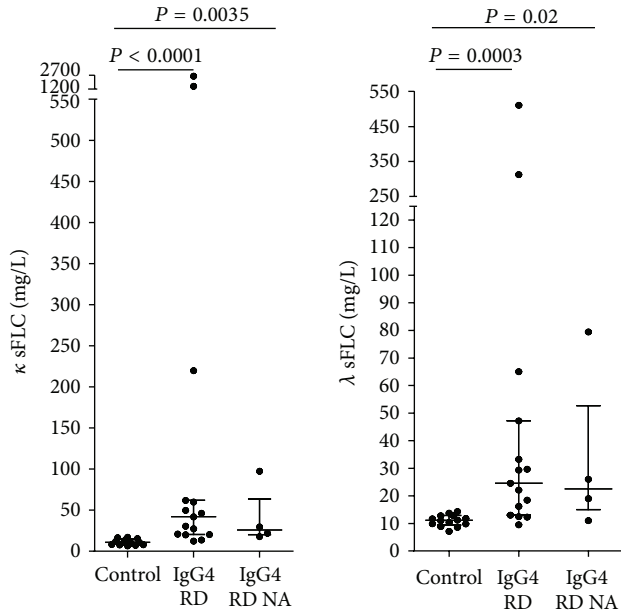 P = 0.0035
P < 0.0001
2700
1200
550
500
450
400
350
300
250
200
150
100
50
0
κ sFLC (mg/L)
Control
IgG4
RD
IgG4
RD NA
P = 0.02
P = 0.0003
550
450
350
250
120
110
100
90
80
70
60
50
40
30
20
10
0
λ sFLC (mg/L)
Control
IgG4
RD
IgG4
RD NA